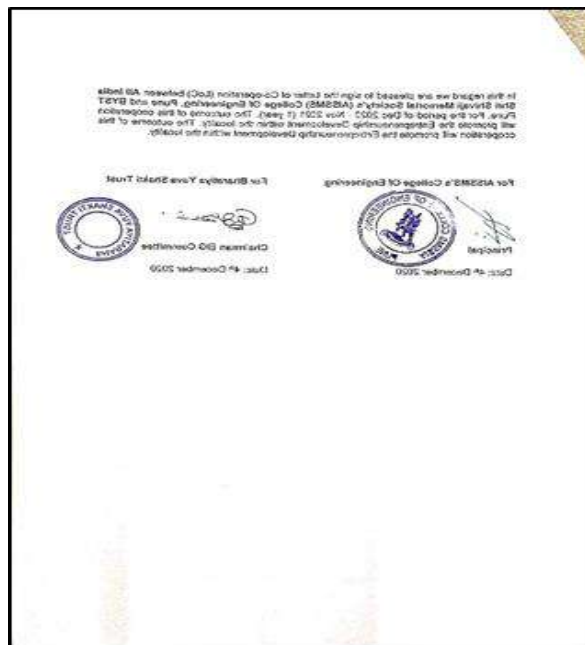 In this regard we are pleased to sign the Letter of Co-operation (LoC) between All India
Shri Shivaji Memorial Society's (AISSMS) College Of Engineering, Pune and BYST
Pune. For the period of Dec 2020 - Nov 2021 (1 year). The outcome of this cooperation
will promote the Entrepreneurship Development within the locality. The outcome of this
cooperation will promote the Entrepreneurship Development within the locality.
For AISSMS's College Of Engineering
For Bharatiya Yuva Shakti Trust
Principal
Chairman BIG Committee
Date: 4th December 2020
Date: 4th December 2020